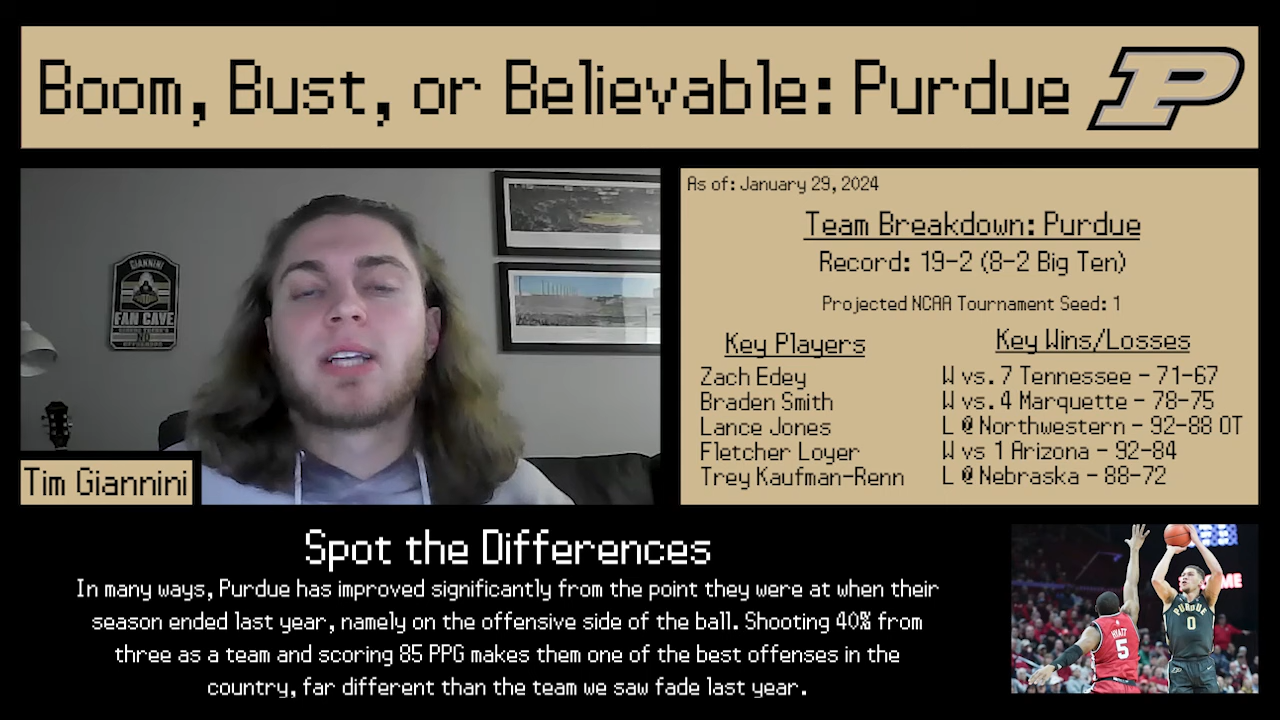 Boom, Bust, or Believable: Purdue P
As of: January 29, 2024
Team Breakdown: Purdue
Record: 19-2 (8-2 Big Ten)
Projected NCAA Tournament Seed: 1
Key Players
Zach Edey
Braden Smith
Lance Jones
Fletcher Loyer
Trey Kaufman-Renn
Key Wins/Losses
W vs. 7 Tennessee - 71-67
W vs. 4 Marquette - 78-75
L @ Northwestern - 92-88 OT
W vs 1 Arizona - 92-84
L @ Nebraska - 88-72
GIANNINI
FAN CAVE
NO
Tim Giannini
Spot the Differences
In many ways, Purdue has improved significantly from the point they were at when their
season ended last year, namely on the offensive side of the ball. Shooting 40% from
three as a team and scoring 85 PPG makes them one of the best offenses in the
country, far different than the team we saw fade last year.
HYATT
5
PURDUE
0